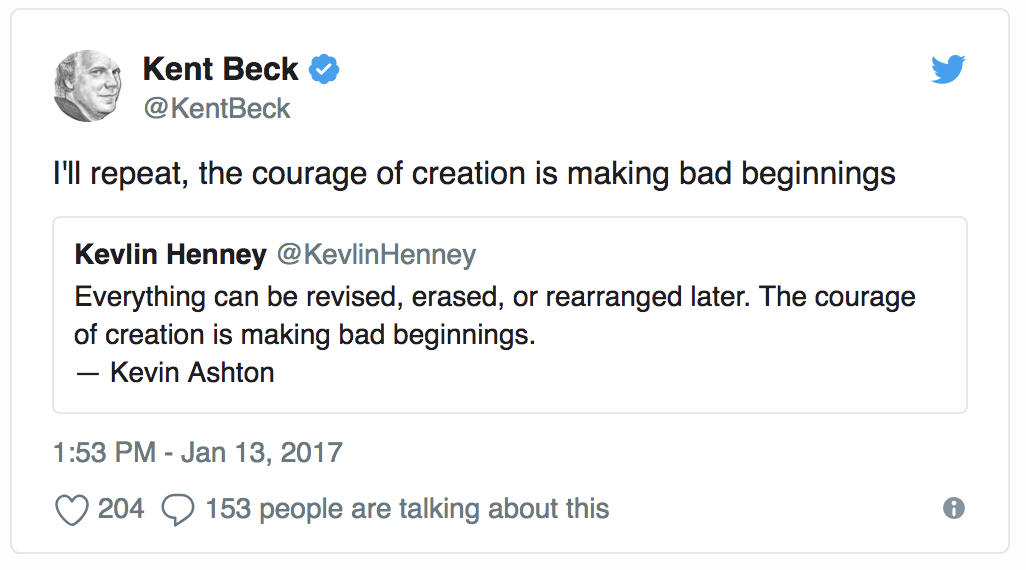 Kent Beck
@KentBeck
I'll repeat, the courage of creation is making bad beginnings
Kevlin Henney @KevlinHenney
Everything can be revised, erased, or rearranged later. The courage
of creation is making bad beginnings.
— Kevin Ashton
1:53 PM - Jan 13, 2017
204 153 people are talking about this